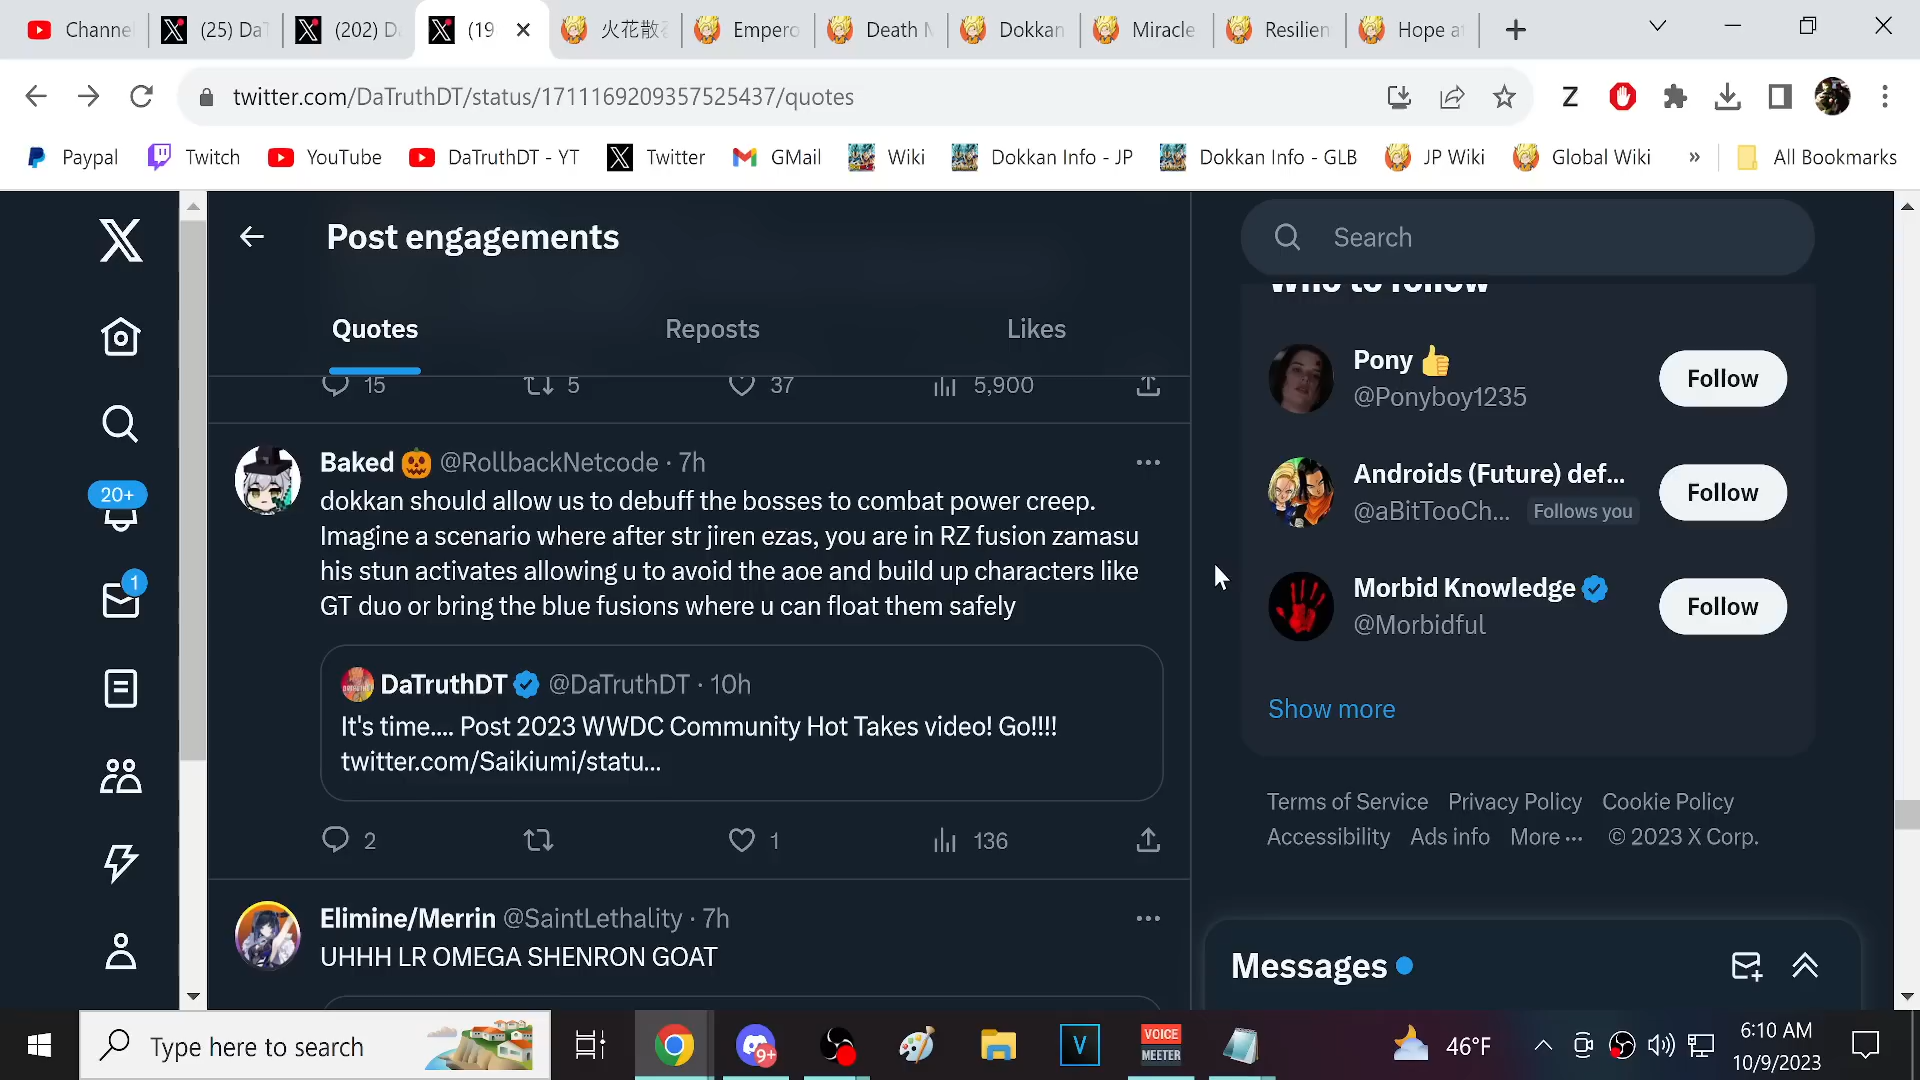 Channe
(25) Da
(202) D
(19
火花散
Empero
Death
Dokkan
Miracle
Resilien
Hope a
twitter.com/DaTruthDT/status/1711169209357525437/quotes
Z
Paypal
Twitch
YouTube
DaTruthDT - YT
Twitter
GMail
Wiki
Dokkan Info - JP
Dokkan Info - GLB
JP Wiki
Global Wiki
»
All Bookmarks
Post engagements
Search
Quotes
Reposts
Likes
15
5
37
5,900
Baked 🎃 @RollbackNetcode · 7h
dokkan should allow us to debuff the bosses to combat power creep.
Imagine a scenario where after str jiren ezas, you are in RZ fusion zamasu
his stun activates allowing u to avoid the aoe and build up characters like
GT duo or bring the blue fusions where u can float them safely
DaTruthDT @DaTruthDT · 10h
It's time.... Post 2023 WWDC Community Hot Takes video! Go!!!!
twitter.com/Saikiumi/statu...
2
1
136
Elimine/Merrin @SaintLethality · 7h
UHHH LR OMEGA SHENRON GOAT
20+
1
Who to follow
Pony 👍
@Ponyboy1235
Follow
Androids (Future) def...
@aBitTooCh... Follows you
Follow
Morbid Knowledge
@Morbidful
Follow
Show more
Terms of Service Privacy Policy Cookie Policy
Accessibility Ads info More ··· © 2023 X Corp.
Messages
Type here to search
9+
V
VOICE
MEETER
46°F
6:10 AM
10/9/2023